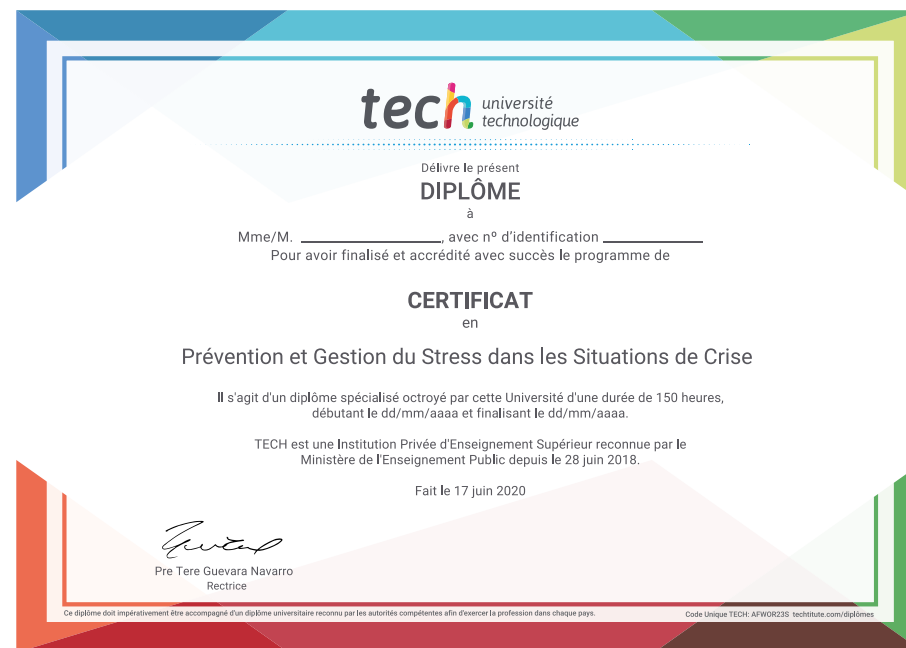 tech université
technologique
Délivre le présent
DIPLÔME
à
Mme/M. ____________________, avec nº d'identification ______________
Pour avoir finalisé et accrédité avec succès le programme de
CERTIFICAT
en
Prévention et Gestion du Stress dans les Situations de Crise
Il s'agit d'un diplôme spécialisé octroyé par cette Université d'une durée de 150 heures,
débutant le dd/mm/aaaa et finalisant le dd/mm/aaaa.
TECH est une Institution Privée d'Enseignement Supérieur reconnue par le
Ministère de l'Enseignement Public depuis le 28 juin 2018.
Fait le 17 juin 2020
Pre Tere Guevara Navarro
Rectrice
Ce diplôme doit impérativement être accompagné d'un diplôme universitaire reconnu par les autorités compétentes afin d'exercer la profession dans chaque pays.
Code Unique TECH: AFWOR23S techtitute.com/diplômes